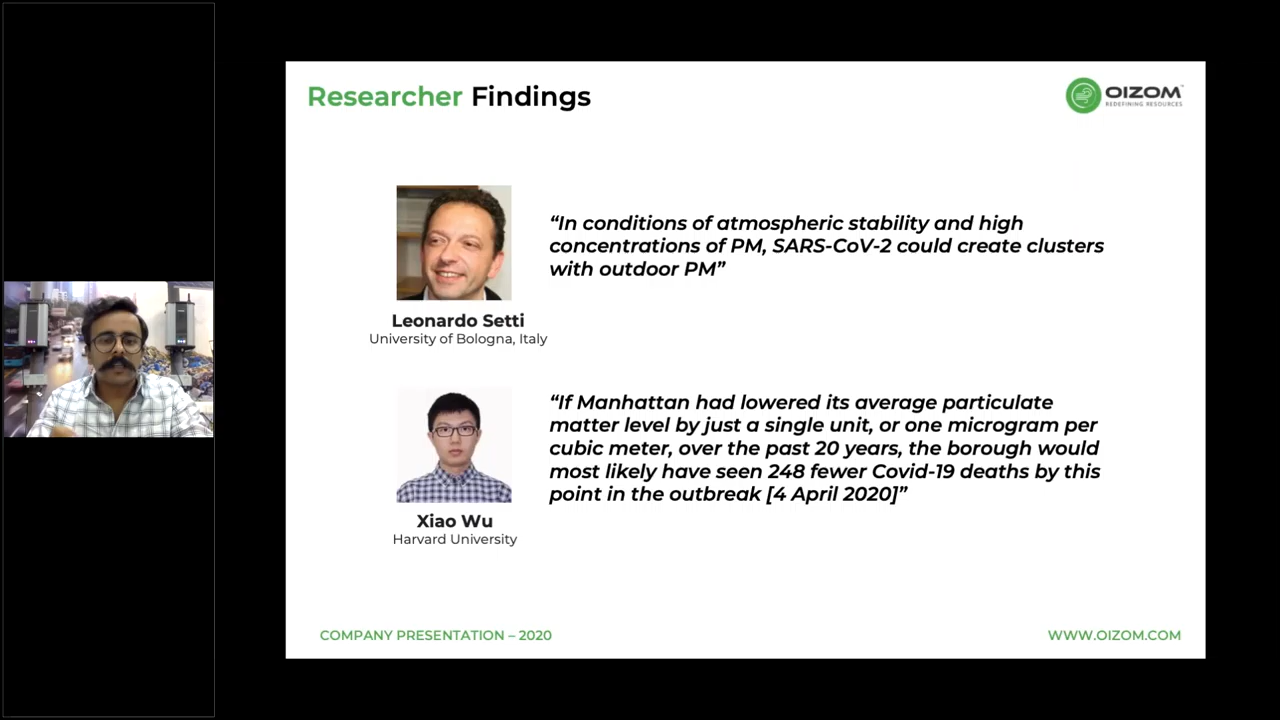 Researcher Findings
OIZOM™
REDEFINING RESOURCES
“In conditions of atmospheric stability and high
concentrations of PM, SARS-CoV-2 could create clusters
with outdoor PM”
Leonardo Setti
University of Bologna, Italy
“If Manhattan had lowered its average particulate
matter level by just a single unit, or one microgram per
cubic meter, over the past 20 years, the borough would
most likely have seen 248 fewer Covid-19 deaths by this
point in the outbreak [4 April 2020]”
Xiao Wu
Harvard University
COMPANY PRESENTATION – 2020
WWW.OIZOM.COM